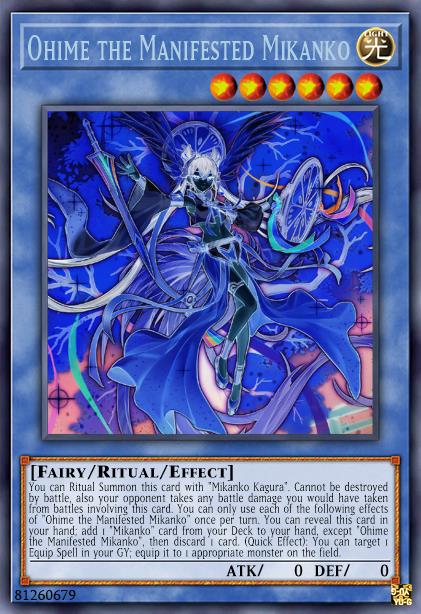 OHIME THE MANIFESTED MIKANKO
LIGHT
光
[FAIRY/RITUAL/EFFECT]
You can Ritual Summon this card with "Mikanko Kagura". Cannot be destroyed
by battle, also your opponent takes any battle damage you would have taken
from battles involving this card. You can only use each of the following effects
of "Ohime the Manifested Mikanko" once per turn. You can reveal this card in
your hand; add 1 "Mikanko" card from your Deck to your hand, except "Ohime
the Manifested Mikanko", then discard 1 card. (Quick Effect): You can target 1
Equip Spell in your GY; equip it to 1 appropriate monster on the field.
ATK/ 0 DEF/ 0
81260679